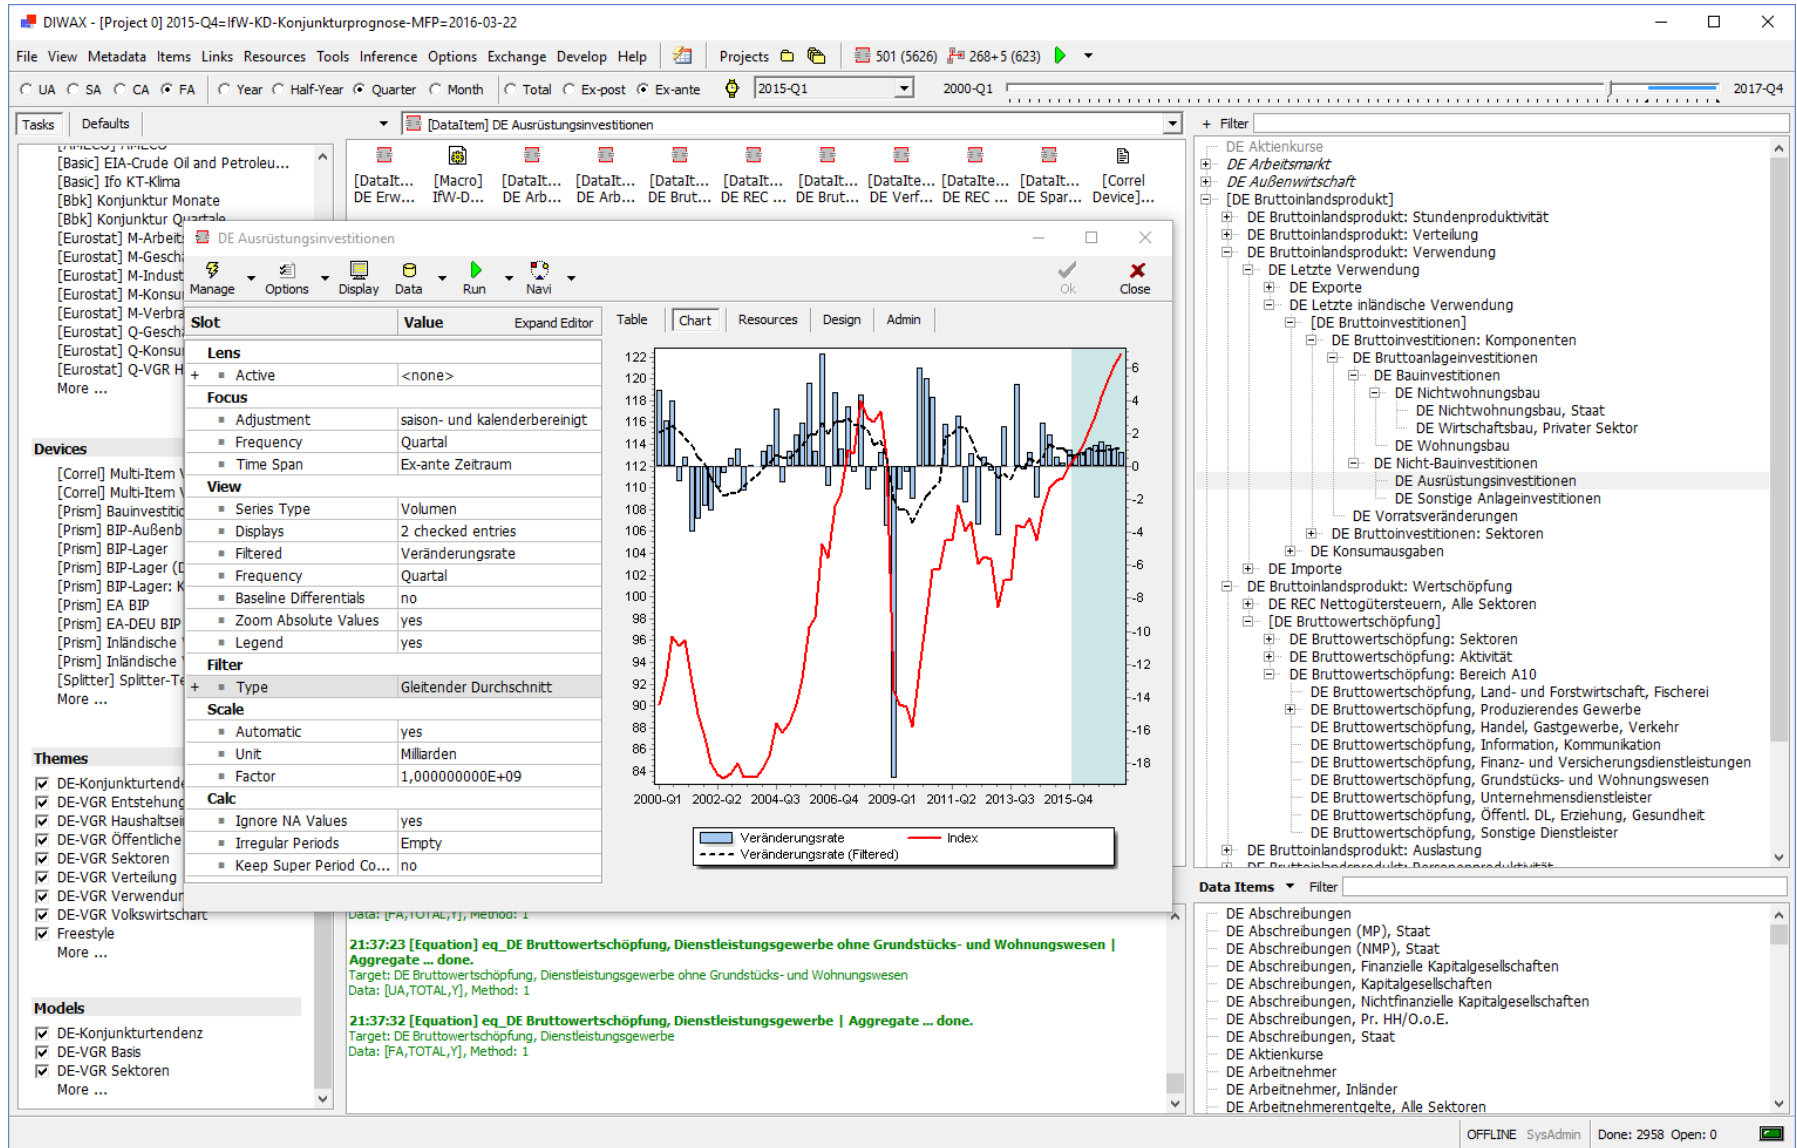 DIWAX - [Project 0] 2015-Q4=IfW-KD-Konjunkturprognose-MFP=2016-03-22
File View Metadata Items Links Resources Tools Inference Options Exchange Develop Help Projects 501 (5626) 268+5 (623)
UA SA CA FA Year Half-Year Quarter Month Total Ex-post Ex-ante 2015-Q1 2000-Q1 2017-Q4
Tasks Defaults
[Basic] EIA-Crude Oil and Petroleu...
[Basic] Ifo KT-Klima
[Bbk] Konjunktur Monate
[Bbk] Konjunktur Quartale
[Eurostat] M-Arbeits
[Eurostat] M-Geschä
[Eurostat] M-Indust
[Eurostat] M-Konsu
[Eurostat] M-Verbra
[Eurostat] Q-Geschä
[Eurostat] Q-Konsu
[Eurostat] Q-VGR H
More ...
Devices
[Correl] Multi-Item V
[Correl] Multi-Item V
[Prism] Bauinvestitio
[Prism] BIP-Außenb
[Prism] BIP-Lager
[Prism] BIP-Lager (D
[Prism] BIP-Lager: K
[Prism] EA BIP
[Prism] EA-DEU BIP
[Prism] Inländische
[Prism] Inländische
[Splitter] Splitter-Te
More ...
Themes
DE-Konjunkturtende
DE-VGR Entstehung
DE-VGR Haushaltsei
DE-VGR Öffentliche
DE-VGR Sektoren
DE-VGR Verteilung
DE-VGR Verwendun
DE-VGR Volkswirtschaft
Freestyle
More ...
Models
DE-Konjunkturtendenz
DE-VGR Basis
DE-VGR Sektoren
More ...
[DataItem] DE Ausrüstungsinvestitionen
[DataIt... [Macro] [DataIt... [DataIt... [DataIt... [DataIt... [DataIt... [DataIte... [DataIte... [DataIt... [Correl
DE Erw... IfW-D... DE Arb... DE Arb... DE Brut... DE REC ... DE Brut... DE Verf... DE REC ... DE Spar... Device]...
DE Ausrüstungsinvestitionen
Manage Options Display Data Run Navi Ok Close
Slot Value Expand Editor
Lens
+ Active <none>
Focus
Adjustment saison- und kalenderbereinigt
Frequency Quartal
Time Span Ex-ante Zeitraum
View
Series Type Volumen
Displays 2 checked entries
Filtered Veränderungsrate
Frequency Quartal
Baseline Differentials no
Zoom Absolute Values yes
Legend yes
Filter
+ Type Gleitender Durchschnitt
Scale
Automatic yes
Unit Milliarden
Factor 1,000000000E+09
Calc
Ignore NA Values yes
Irregular Periods Empty
Keep Super Period Co... no
Table Chart Resources Design Admin
122
120
118
116
114
112
110
108
106
104
102
100
98
96
94
92
90
88
86
84
6
4
2
0
-2
-4
-6
-8
-10
-12
-14
-16
-18
2000-Q1 2002-Q2 2004-Q3 2006-Q4 2009-Q1 2011-Q2 2013-Q3 2015-Q4
Veränderungsrate Index
Veränderungsrate (Filtered)
Data: [FA,TOTAL,Y], Method: 1
21:37:23 [Equation] eq_DE Bruttowertschöpfung, Dienstleistungsgewerbe ohne Grundstücks- und Wohnungswesen |
Aggregate ... done.
Target: DE Bruttowertschöpfung, Dienstleistungsgewerbe ohne Grundstücks- und Wohnungswesen
Data: [UA,TOTAL,Y], Method: 1
21:37:32 [Equation] eq_DE Bruttowertschöpfung, Dienstleistungsgewerbe | Aggregate ... done.
Target: DE Bruttowertschöpfung, Dienstleistungsgewerbe
Data: [FA,TOTAL,Y], Method: 1
+ Filter
DE Aktienkurse
DE Arbeitsmarkt
DE Außenwirtschaft
[DE Bruttoinlandsprodukt]
DE Bruttoinlandsprodukt: Stundenproduktivität
DE Bruttoinlandsprodukt: Verteilung
DE Bruttoinlandsprodukt: Verwendung
DE Letzte Verwendung
DE Exporte
DE Letzte inländische Verwendung
[DE Bruttoinvestitionen]
DE Bruttoinvestitionen: Komponenten
DE Bruttoanlageinvestitionen
DE Bauinvestitionen
DE Nichtwohnungsbau
DE Nichtwohnungsbau, Staat
DE Wirtschaftsbau, Privater Sektor
DE Wohnungsbau
DE Nicht-Bauinvestitionen
DE Ausrüstungsinvestitionen
DE Sonstige Anlageinvestitionen
DE Vorratsveränderungen
DE Bruttoinvestitionen: Sektoren
DE Konsumausgaben
DE Importe
DE Bruttoinlandsprodukt: Wertschöpfung
DE REC Nettogütersteuern, Alle Sektoren
[DE Bruttowertschöpfung]
DE Bruttowertschöpfung: Sektoren
DE Bruttowertschöpfung: Aktivität
DE Bruttowertschöpfung: Bereich A10
DE Bruttowertschöpfung, Land- und Forstwirtschaft, Fischerei
DE Bruttowertschöpfung, Produzierendes Gewerbe
DE Bruttowertschöpfung, Handel, Gastgewerbe, Verkehr
DE Bruttowertschöpfung, Information, Kommunikation
DE Bruttowertschöpfung, Finanz- und Versicherungsdienstleistungen
DE Bruttowertschöpfung, Grundstücks- und Wohnungswesen
DE Bruttowertschöpfung, Unternehmensdienstleister
DE Bruttowertschöpfung, Öffentl. DL, Erziehung, Gesundheit
DE Bruttowertschöpfung, Sonstige Dienstleister
DE Bruttoinlandsprodukt: Auslastung
DE Bruttoinlandsprodukt: Personenproduktivität
Data Items Filter
DE Abschreibungen
DE Abschreibungen (MP), Staat
DE Abschreibungen (NMP), Staat
DE Abschreibungen, Finanzielle Kapitalgesellschaften
DE Abschreibungen, Kapitalgesellschaften
DE Abschreibungen, Nichtfinanzielle Kapitalgesellschaften
DE Abschreibungen, Pr. HH/O.o.E.
DE Abschreibungen, Staat
DE Aktienkurse
DE Arbeitnehmer
DE Arbeitnehmer, Inländer
DE Arbeitnehmerentgelte, Alle Sektoren
OFFLINE SysAdmin Done: 2958 Open: 0